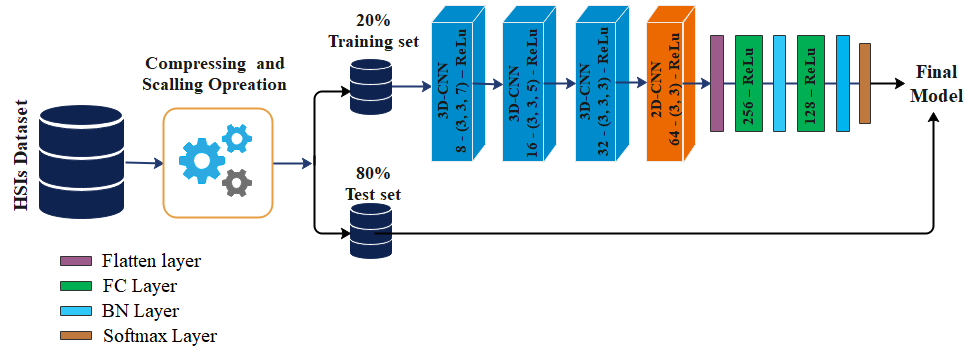 HSIs Dataset
Compressing and
Scalling Opreation
20%
Training set
80%
Test set
3D-CNN
8 - (3, 3, 7) – ReLu
3D-CNN
16 - (3, 3, 5) - ReLu
3D-CNN
32 - (3, 3, 3) - ReLu
2D-CNN
64 - (3, 3) - ReLu
256 – ReLu
128 – ReLu
Final
Model
Flatten layer
FC Layer
BN Layer
Softmax Layer